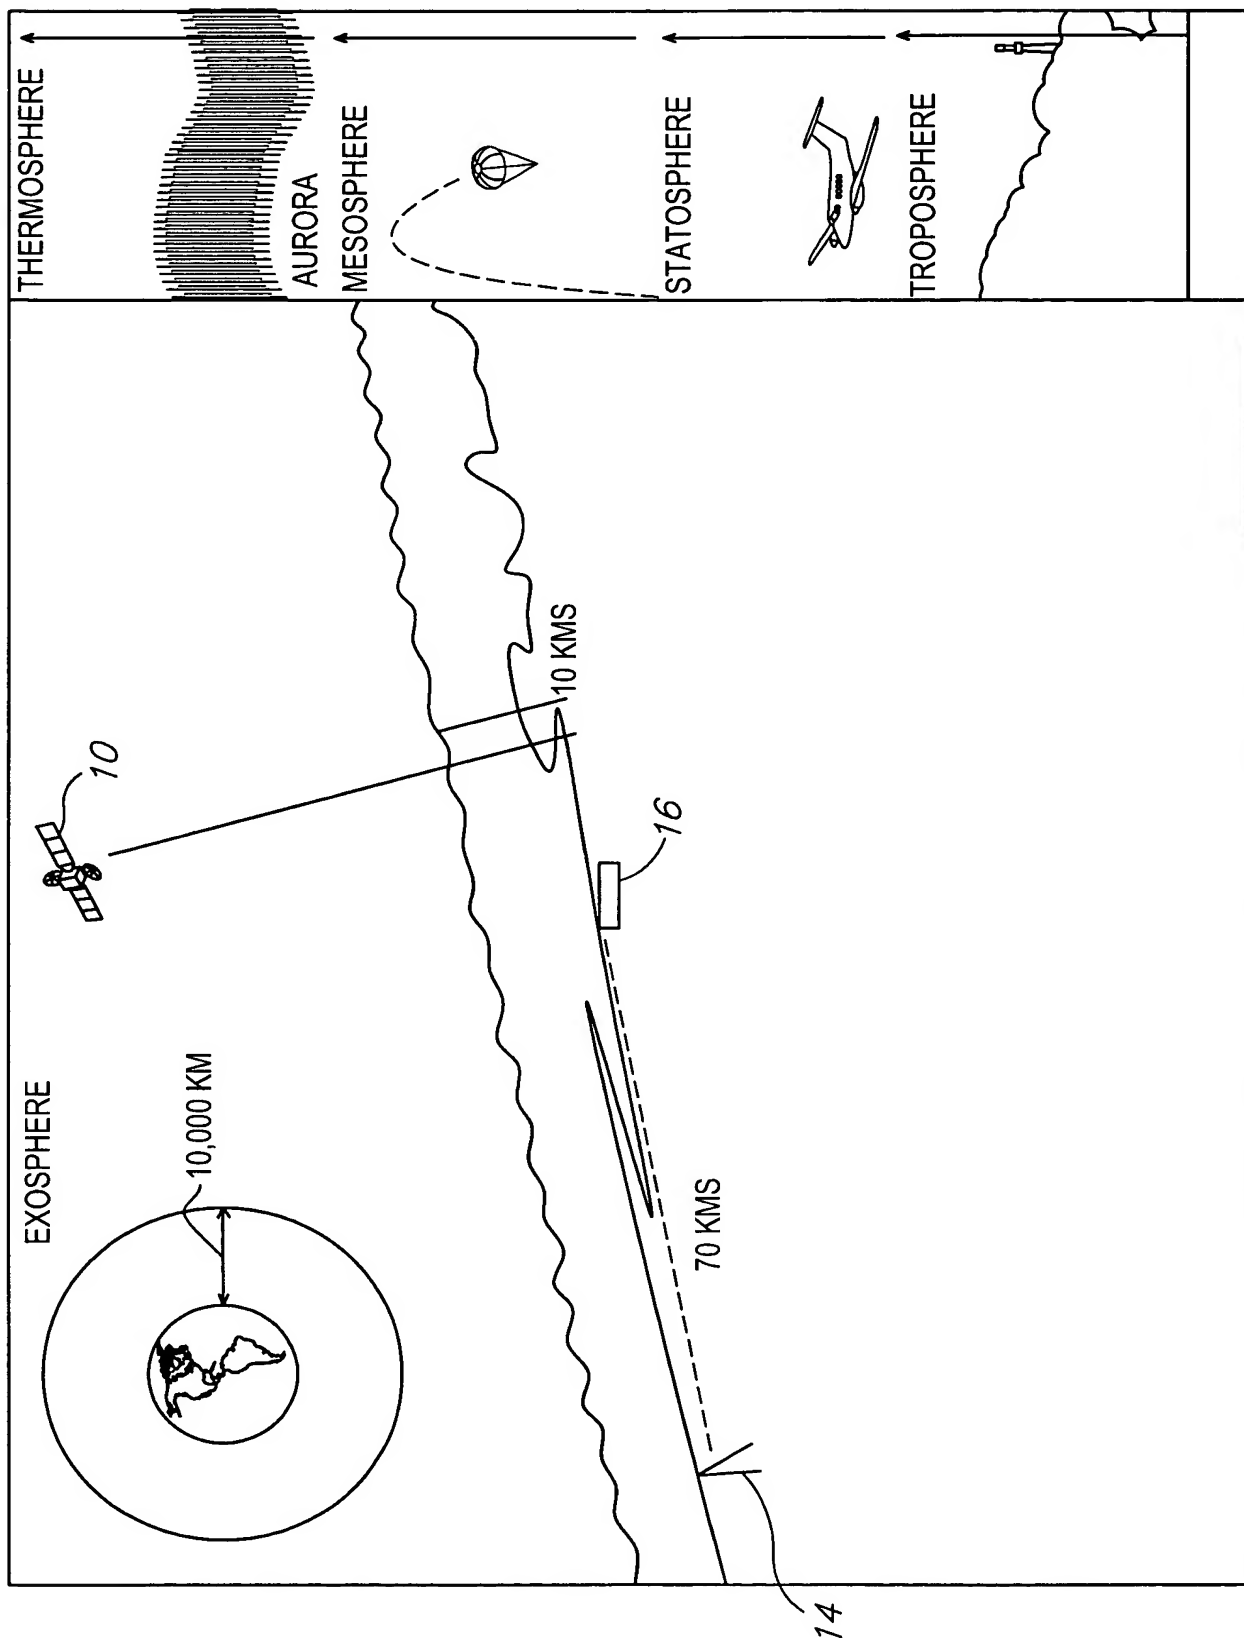 EXOSPHERE
10,000 KM
10
THERMOSPHERE
AURORA
MESOSPHERE
10 KMS
STATOSPHERE
16
70 KMS
TROPOSPHERE
14